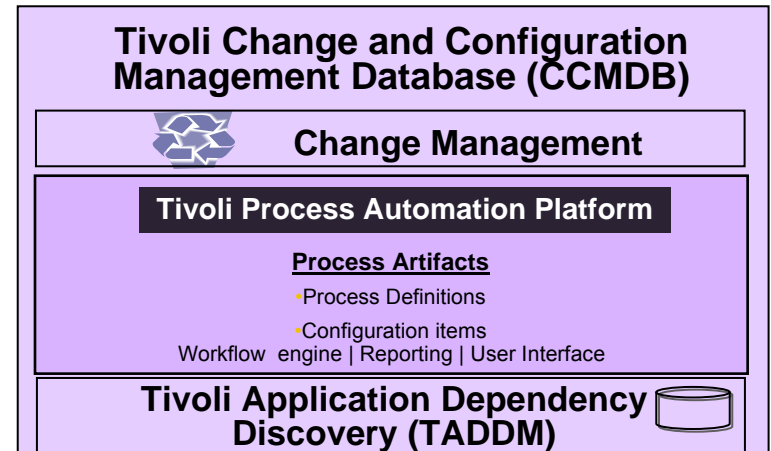 Tivoli Change and Configuration
Management Database (CCMDB)
Change Management
Tivoli Process Automation Platform
Process Artifacts
•Process Definitions
•Configuration items
Workflow engine | Reporting | User Interface
Tivoli Application Dependency
Discovery (TADDM)